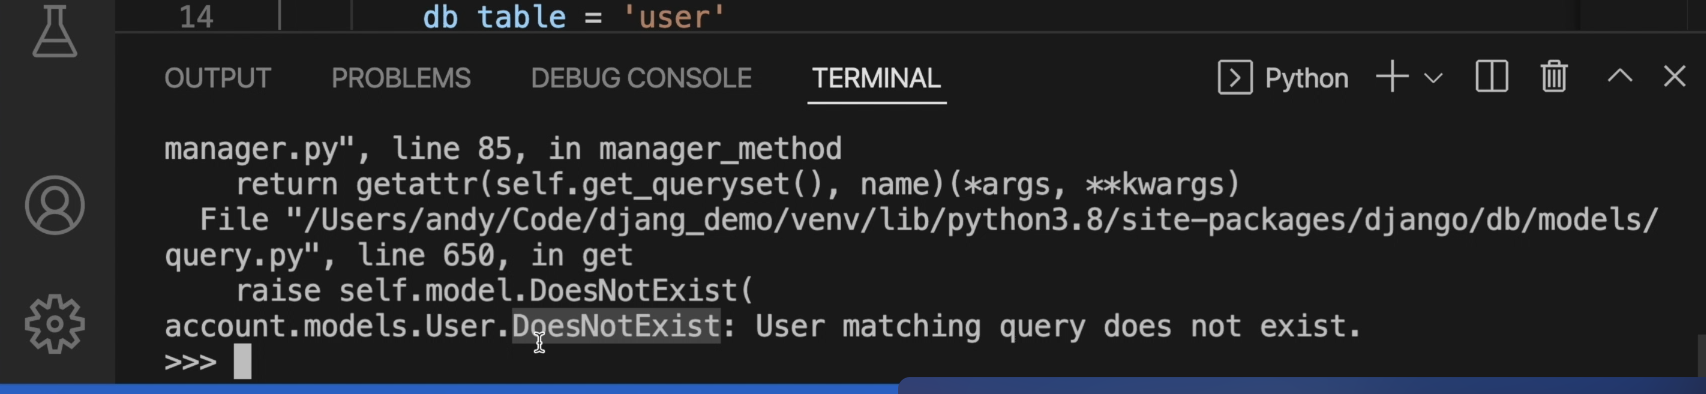 14 db table = 'user'
OUTPUT PROBLEMS DEBUG CONSOLE TERMINAL Python
manager.py", line 85, in manager_method
return getattr(self.get_queryset(), name)(*args, **kwargs)
File "/Users/andy/Code/djang_demo/venv/lib/python3.8/site-packages/django/db/models/
query.py", line 650, in get
raise self.model.DoesNotExist(
account.models.User.DoesNotExist: User matching query does not exist.
>>>